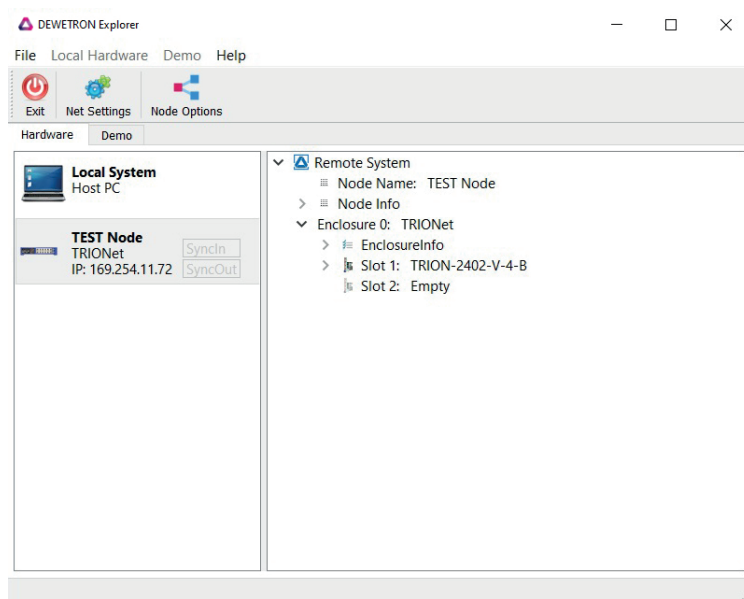 DEWETRON Explorer
File Local Hardware Demo Help
Exit Net Settings Node Options
Hardware Demo
Local System
Host PC
TEST Node
TRIONet
IP: 169.254.11.72
SyncIn
SyncOut
Remote System
Node Name: TEST Node
Node Info
Enclosure 0: TRIONet
EnclosureInfo
Slot 1: TRION-2402-V-4-B
Slot 2: Empty